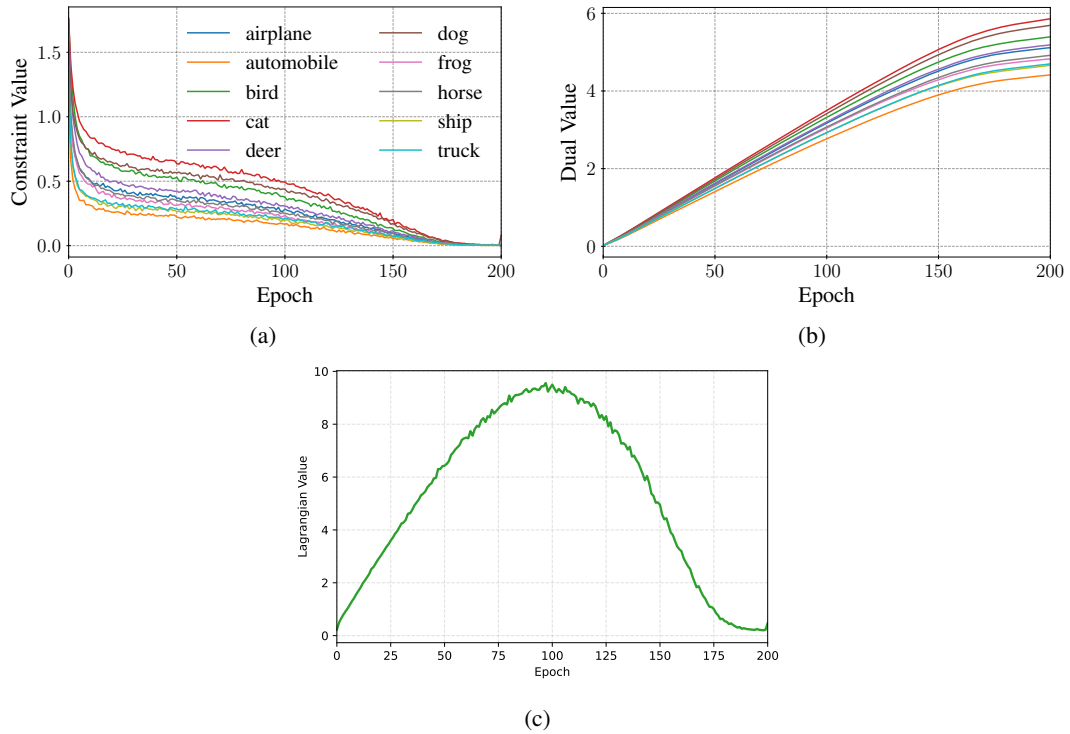 Constraint Value
1.5
1.0
0.5
0.0
airplane
automobile
bird
cat
deer
dog
frog
horse
ship
truck
0 50 100 150 200
Epoch
(a)
Dual Value
6
4
2
0
0 50 100 150 200
Epoch
(b)
Lagrangian Value
10
8
6
4
2
0
0 25 50 75 100 125 150 175 200
Epoch
(c)